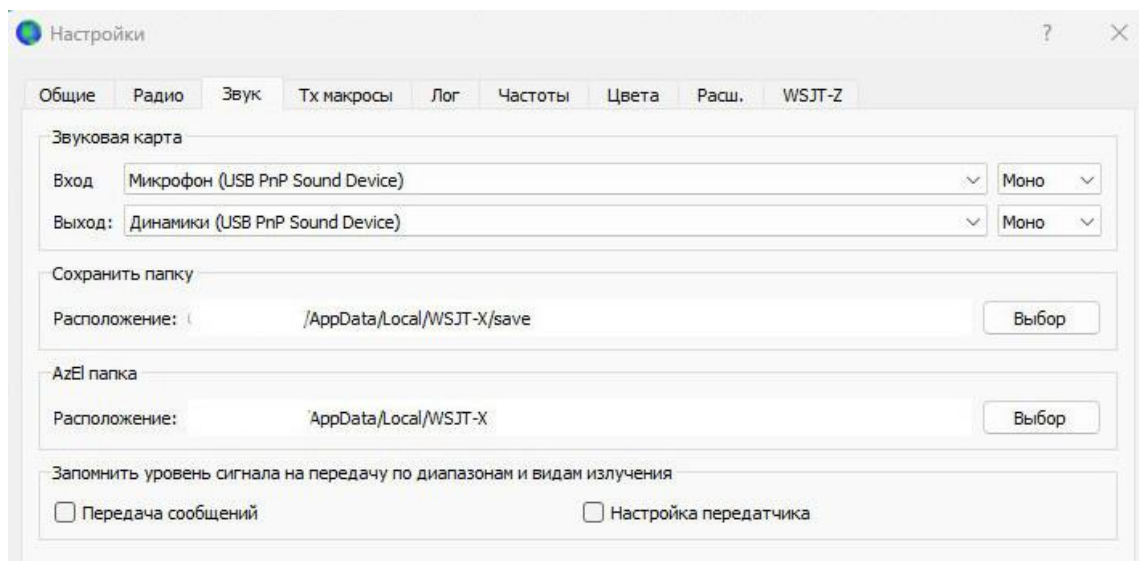 Настройки
Общие Радио Звук Tx макросы Лог Частоты Цвета Расш. WSJT-Z
Звуковая карта
Вход Микрофон (USB PnP Sound Device) Моно
Выход: Динамики (USB PnP Sound Device) Моно
Сохранить папку
Расположение: /AppData/Local/WSJT-X/save Выбор
AzEl папка
Расположение: /AppData/Local/WSJT-X Выбор
Запомнить уровень сигнала на передачу по диапазонам и видам излучения
Передача сообщений Настройка передатчика